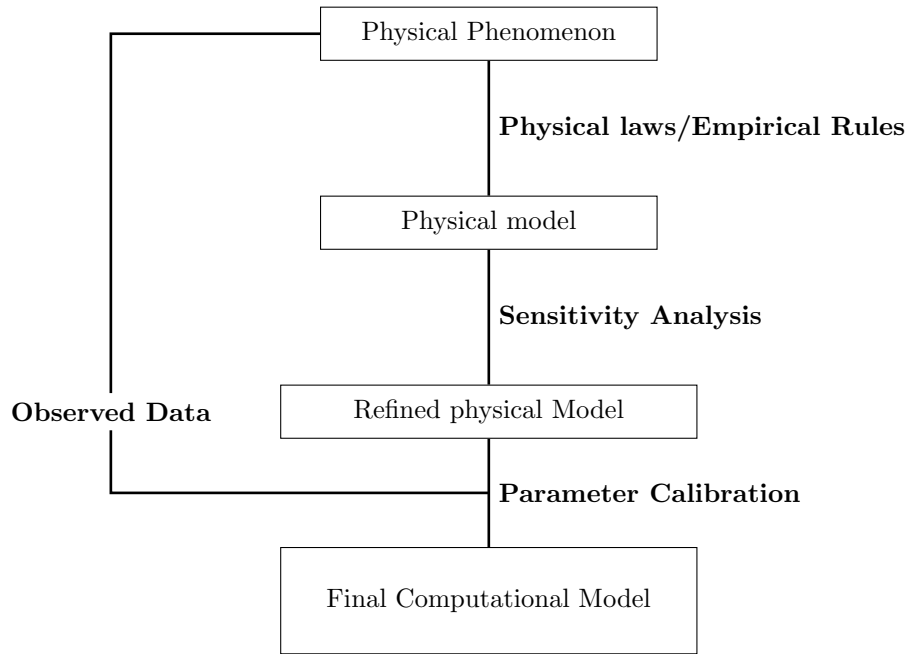 Physical Phenomenon
Physical laws/Empirical Rules
Physical model
Sensitivity Analysis
Refined physical Model
Observed Data
Parameter Calibration
Final Computational Model